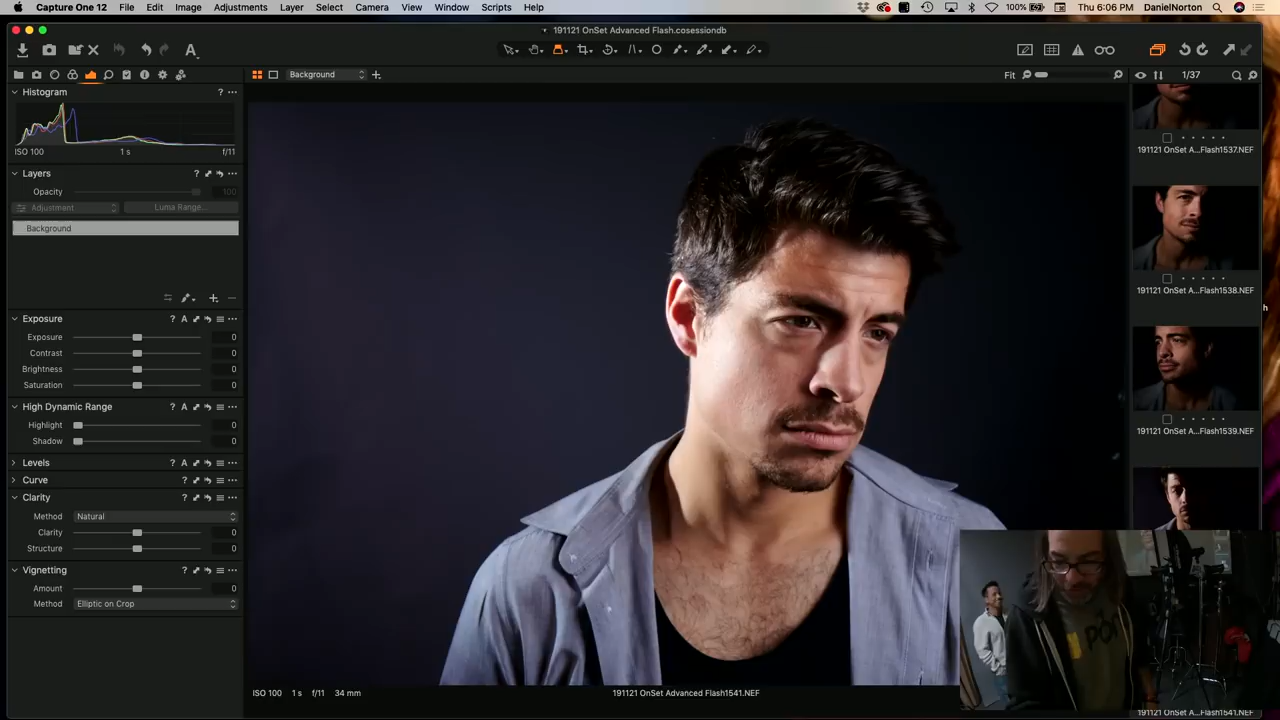 Capture One 12 File Edit Image Adjustments Layer Select Camera View Window Scripts Help 100% Thu 6:06 PM DanielNorton
191121 OnSet Advanced Flash.cosessiondb
Background Fit 1/37
Histogram
ISO 100 1 s f/11
Layers
Opacity 100
Adjustment Luma Range...
Background
Exposure
Exposure 0
Contrast 0
Brightness 0
Saturation 0
High Dynamic Range
Highlight 0
Shadow 0
Levels
Curve
Clarity
Method Natural
Clarity 0
Structure 0
Vignetting
Amount 0
Method Elliptic on Crop
ISO 100 1 s f/11 34 mm
191121 OnSet Advanced Flash1541.NEF
191121 OnSet A...Flash1537.NEF
191121 OnSet A...Flash1538.NEF
191121 OnSet A...Flash1539.NEF
191121 OnSet A...Flash1541.NEF